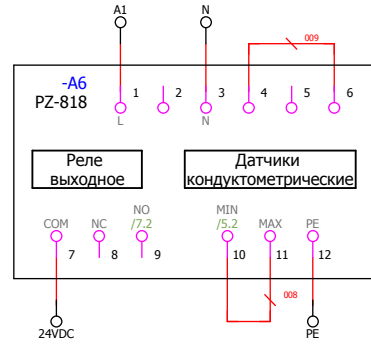 A1 N
009
-A6
PZ-818
1 2 3 4 5 6
L N
Реле
выходное
Датчики
кондуктометрические
COM NC NO
/7.2
MIN
/5.2
MAX PE
7 8 9 10 11 12
008
24VDC PE